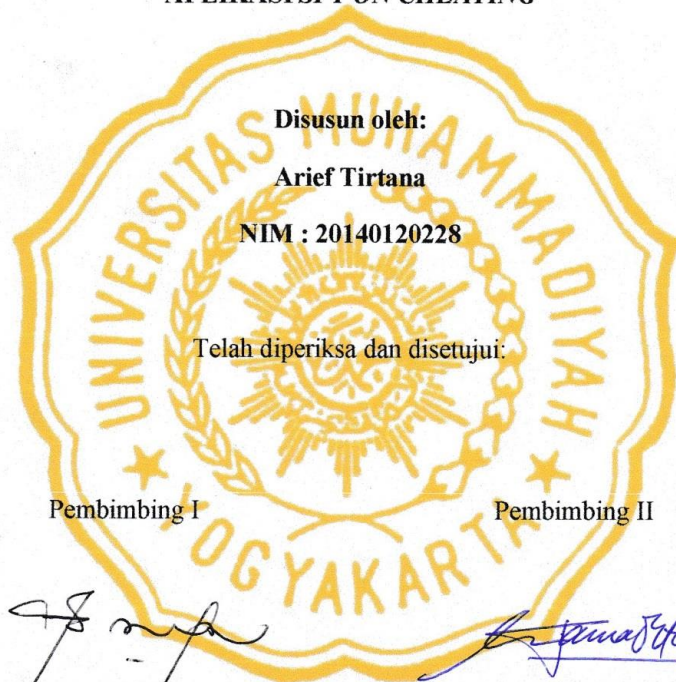 Disusun oleh:
Arief Tirtana
NIM : 20140120228
Telah diperiksa dan disetujui:
Pembimbing I
Pembimbing II
UNIVERSITAS MUHAMMADIYAH
YOGYAKARTA